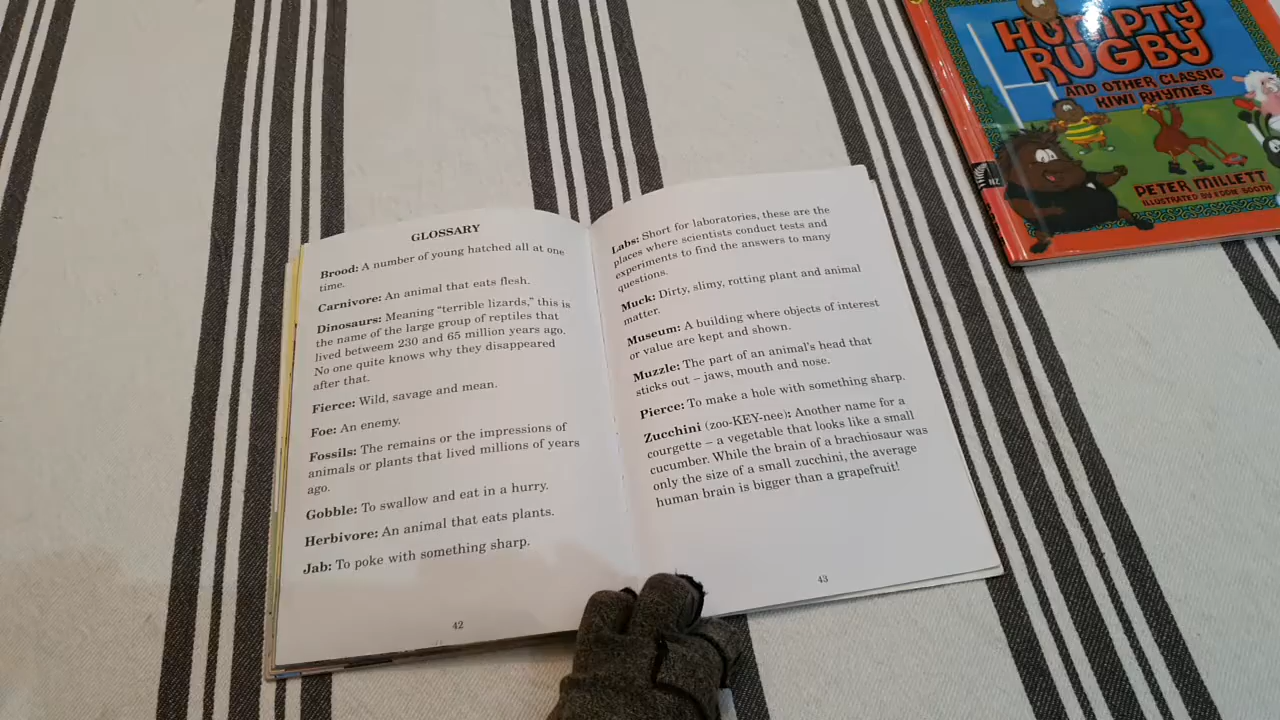 GLOSSARY
Brood: A number of young hatched all at one
time.
Carnivore: An animal that eats flesh.
Dinosaurs: Meaning "terrible lizards," this is
the name of the large group of reptiles that
lived betweem 230 and 65 million years ago.
No one quite knows why they disappeared
after that.
Fierce: Wild, savage and mean.
Foe: An enemy.
Fossils: The remains or the impressions of
animals or plants that lived millions of years
ago.
Gobble: To swallow and eat in a hurry.
Herbivore: An animal that eats plants.
Jab: To poke with something sharp.
42
Labs: Short for laboratories, these are the
places where scientists conduct tests and
experiments to find the answers to many
questions.
Muck: Dirty, slimy, rotting plant and animal
matter.
Museum: A building where objects of interest
or value are kept and shown.
Muzzle: The part of an animal's head that
sticks out – jaws, mouth and nose.
Pierce: To make a hole with something sharp.
Zucchini (zoo-KEY-nee): Another name for a
courgette – a vegetable that looks like a small
cucumber. While the brain of a brachiosaur was
only the size of a small zucchini, the average
human brain is bigger than a grapefruit!
43
HUMPTY
RUGBY
AND OTHER CLASSIC
KIWI RHYMES
PETER MILLETT
ILLUSTRATED BY EDWIN BOOTH
NZ